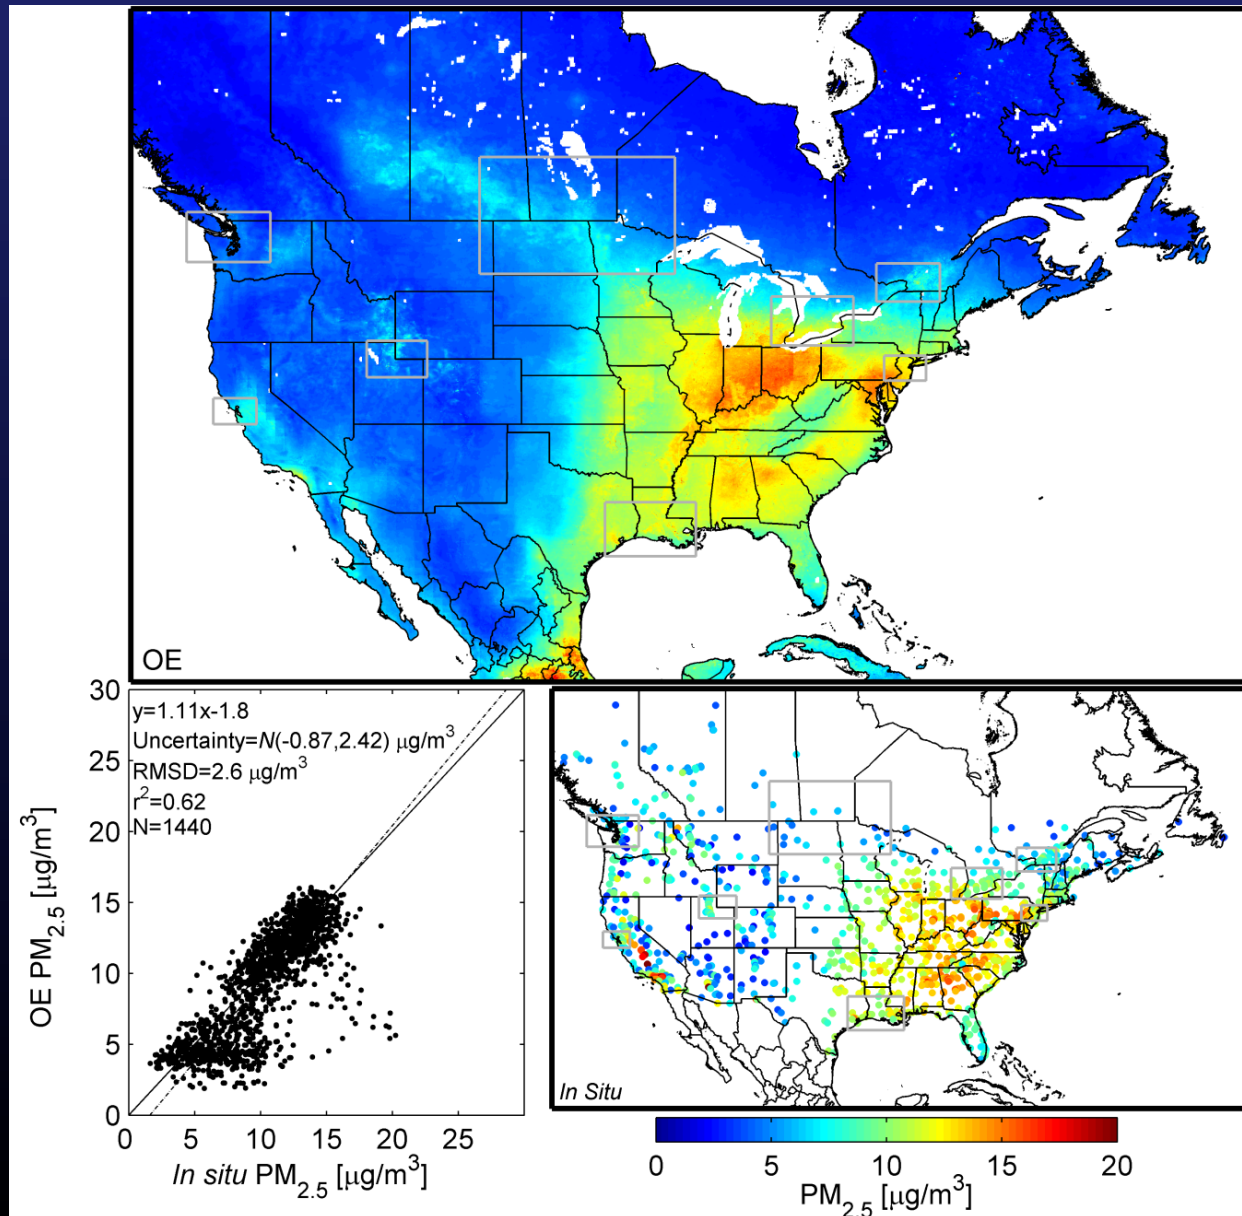 OE
30
25
20
15
10
5
0
OE PM2.5 [μg/m³]
y=1.11x-1.8
Uncertainty=N(-0.87,2.42) μg/m³
RMSD=2.6 μg/m³
r²=0.62
N=1440
0 5 10 15 20 25
In situ PM2.5 [μg/m³]
In Situ
0 5 10 15 20
PM2.5 [μg/m³]